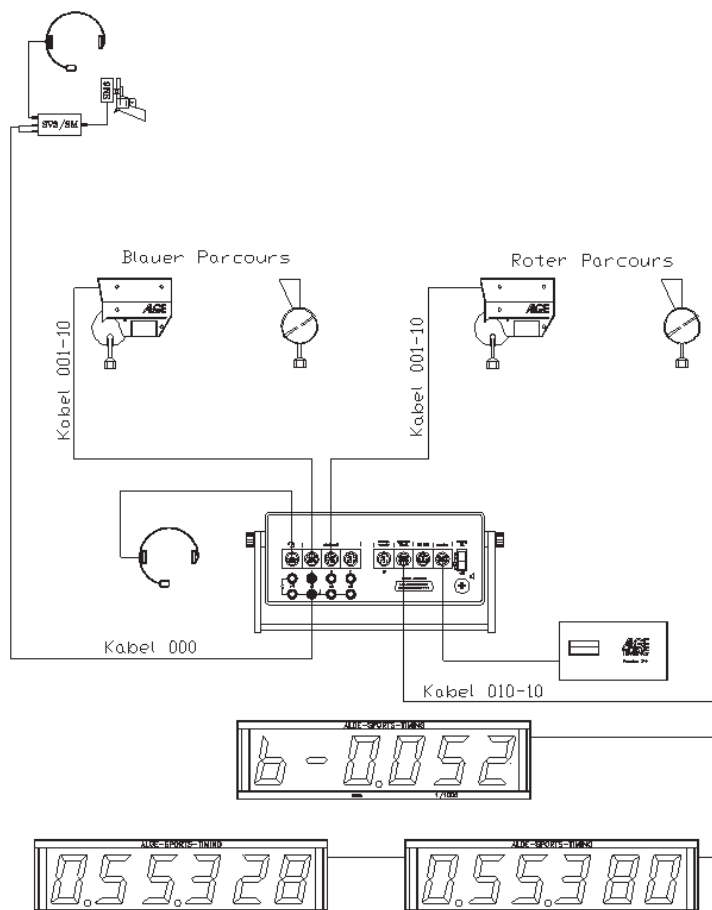 SM8
SV3/SM
Blauer Parcours
Roter Parcours
ALGE
ALGE
Kabel 001-10
Kabel 001-10
Kabel 000
ALGE
TIMING
Kabel 010-10
ALGE-SPORTS-TIMING
b-0.052
1/1000
ALGE-SPORTS-TIMING
ALGE-SPORTS-TIMING
0.55.328
0.55.380